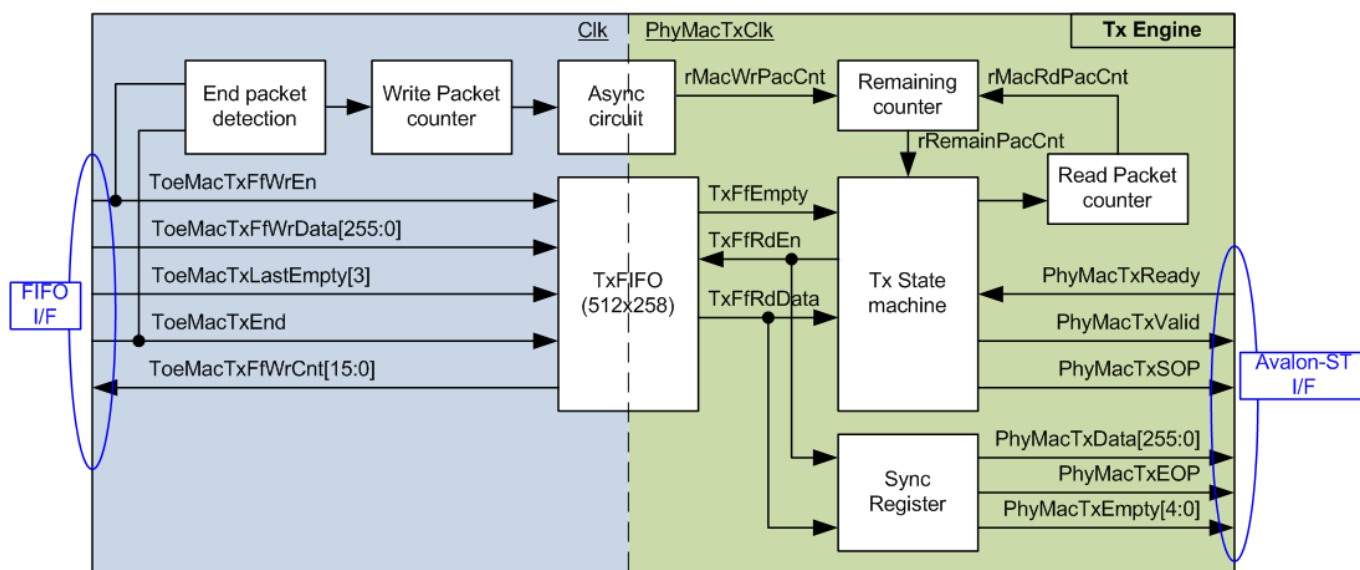 Clk
PhyMacTxClk
Tx Engine
End packet
detection
Write Packet
counter
Async
circuit
rMacWrPacCnt
Remaining
counter
rMacRdPacCnt
rRemainPacCnt
Read Packet
counter
ToeMacTxFfWrEn
ToeMacTxFfWrData[255:0]
ToeMacTxLastEmpty[3]
ToeMacTxEnd
ToeMacTxFfWrCnt[15:0]
FIFO
I/F
TxFIFO
(512x258)
TxFfEmpty
TxFfRdEn
TxFfRdData
Tx State
machine
PhyMacTxReady
PhyMacTxValid
PhyMacTxSOP
Avalon-ST
I/F
Sync
Register
PhyMacTxData[255:0]
PhyMacTxEOP
PhyMacTxEmpty[4:0]